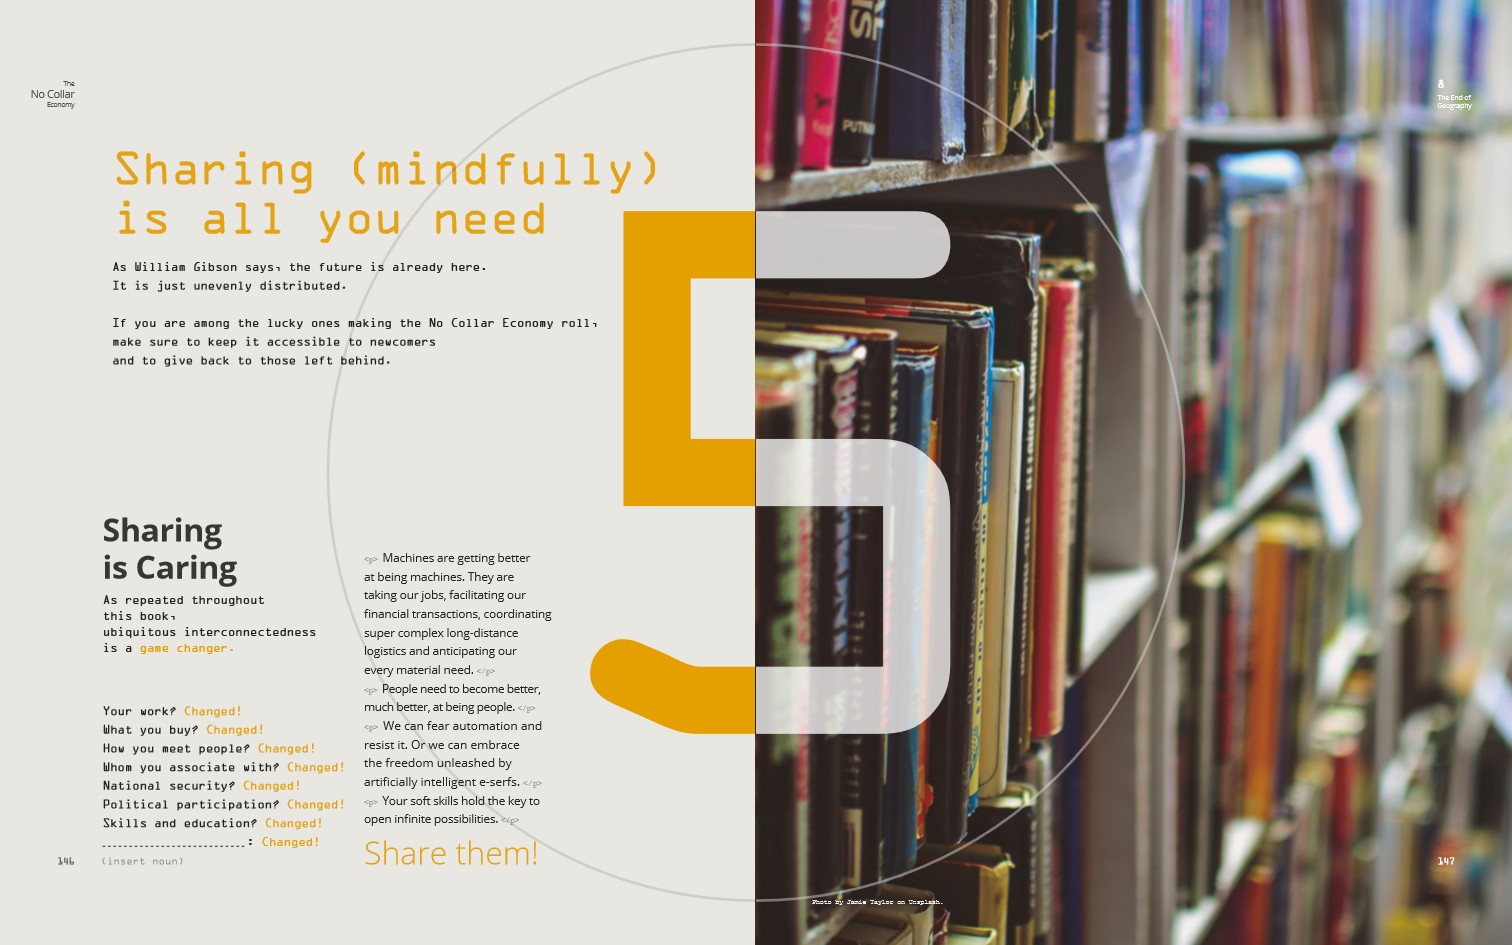 The
No Collar
Economy
Sharing (mindfully)
is all you need
As William Gibson says, the future is already here.
It is just unevenly distributed.
If you are among the lucky ones making the No Collar Economy roll,
make sure to keep it accessible to newcomers
and to give back to those left behind.
Sharing
is Caring
As repeated throughout
this book,
ubiquitous interconnectedness
is a game changer.
Your work? Changed!
What you buy? Changed!
How you meet people? Changed!
Whom you associate with? Changed!
National security? Changed!
Political participation? Changed!
Skills and education? Changed!
__________________________: Changed!
(insert noun)
146
<p> Machines are getting better
at being machines. They are
taking our jobs, facilitating our
financial transactions, coordinating
super complex long-distance
logistics and anticipating our
every material need. </p>
<p> People need to become better,
much better, at being people. </p>
<p> We can fear automation and
resist it. Or we can embrace
the freedom unleashed by
artificially intelligent e-serfs. </p>
<p> Your soft skills hold the key to
open infinite possibilities. </p>
Share them!
5
8
The End of
Geography
147
Photo by Jamie Taylor on Unsplash.